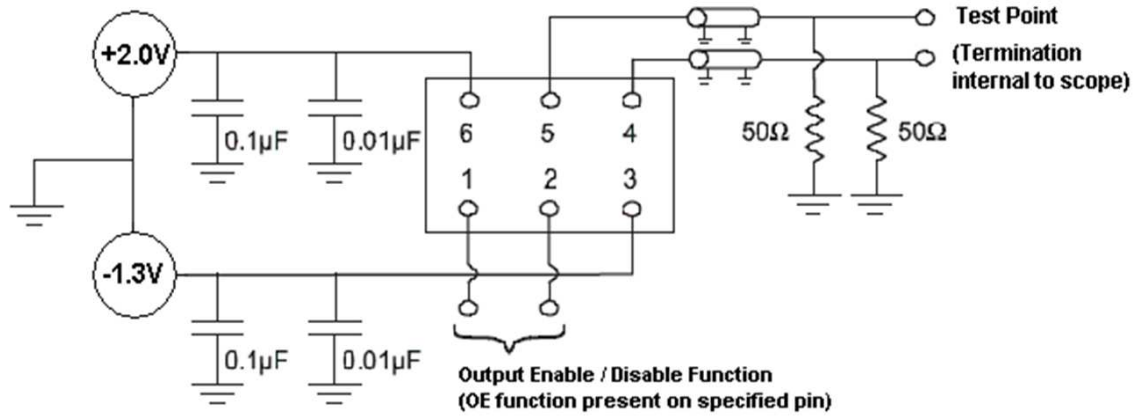 +2.0V
0.1µF
0.01µF
6
5
4
1
2
3
Test Point
(Termination
internal to scope)
50Ω
50Ω
-1.3V
0.1µF
0.01µF
Output Enable / Disable Function
(OE function present on specified pin)